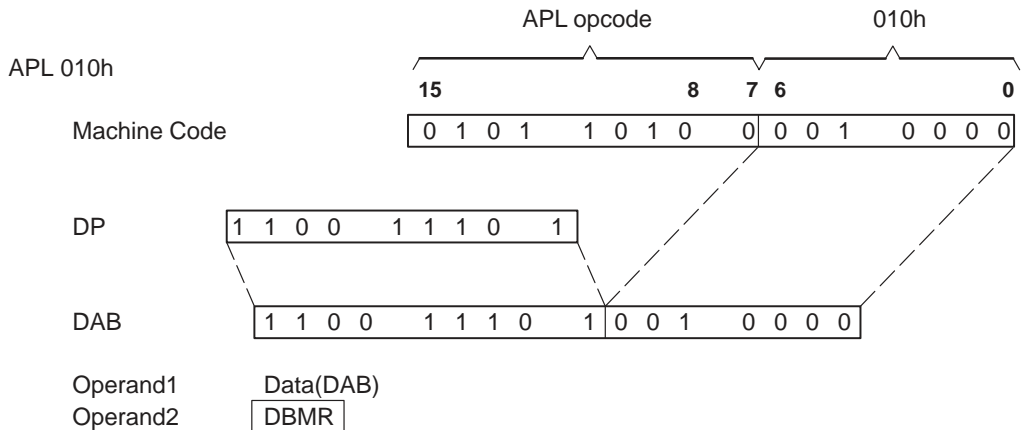 APL opcode 010h
APL 010h
15 8 7 6 0
Machine Code 0 1 0 1 1 0 1 0 0 0 0 1 0 0 0 0
DP 1 1 0 0 1 1 1 0 1
DAB 1 1 0 0 1 1 1 0 1 0 0 1 0 0 0 0
Operand1 Data(DAB)
Operand2 DBMR